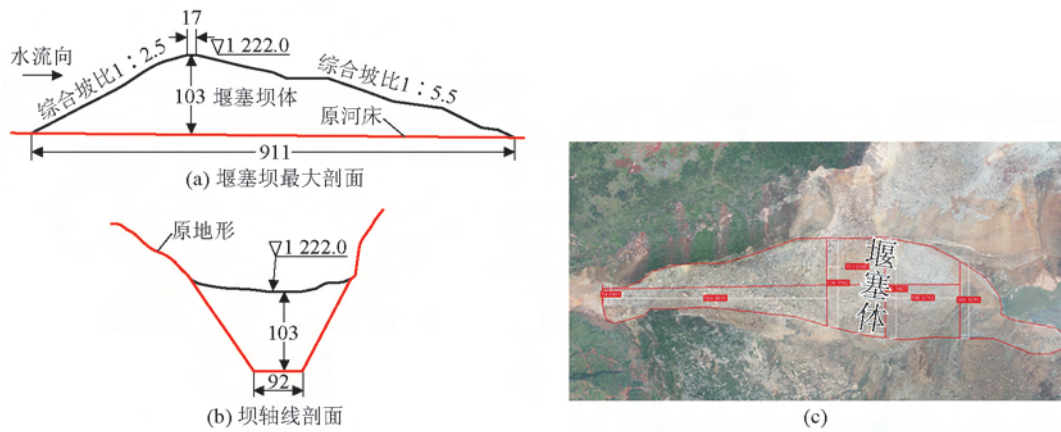 17
▽1 222.0
水流向
综合坡比1∶2.5
103
堰塞坝体
综合坡比1∶5.5
原河床
911
(a) 堰塞坝最大剖面
原地形
▽1 222.0
103
92
(b) 坝轴线剖面
堰塞体
(c)